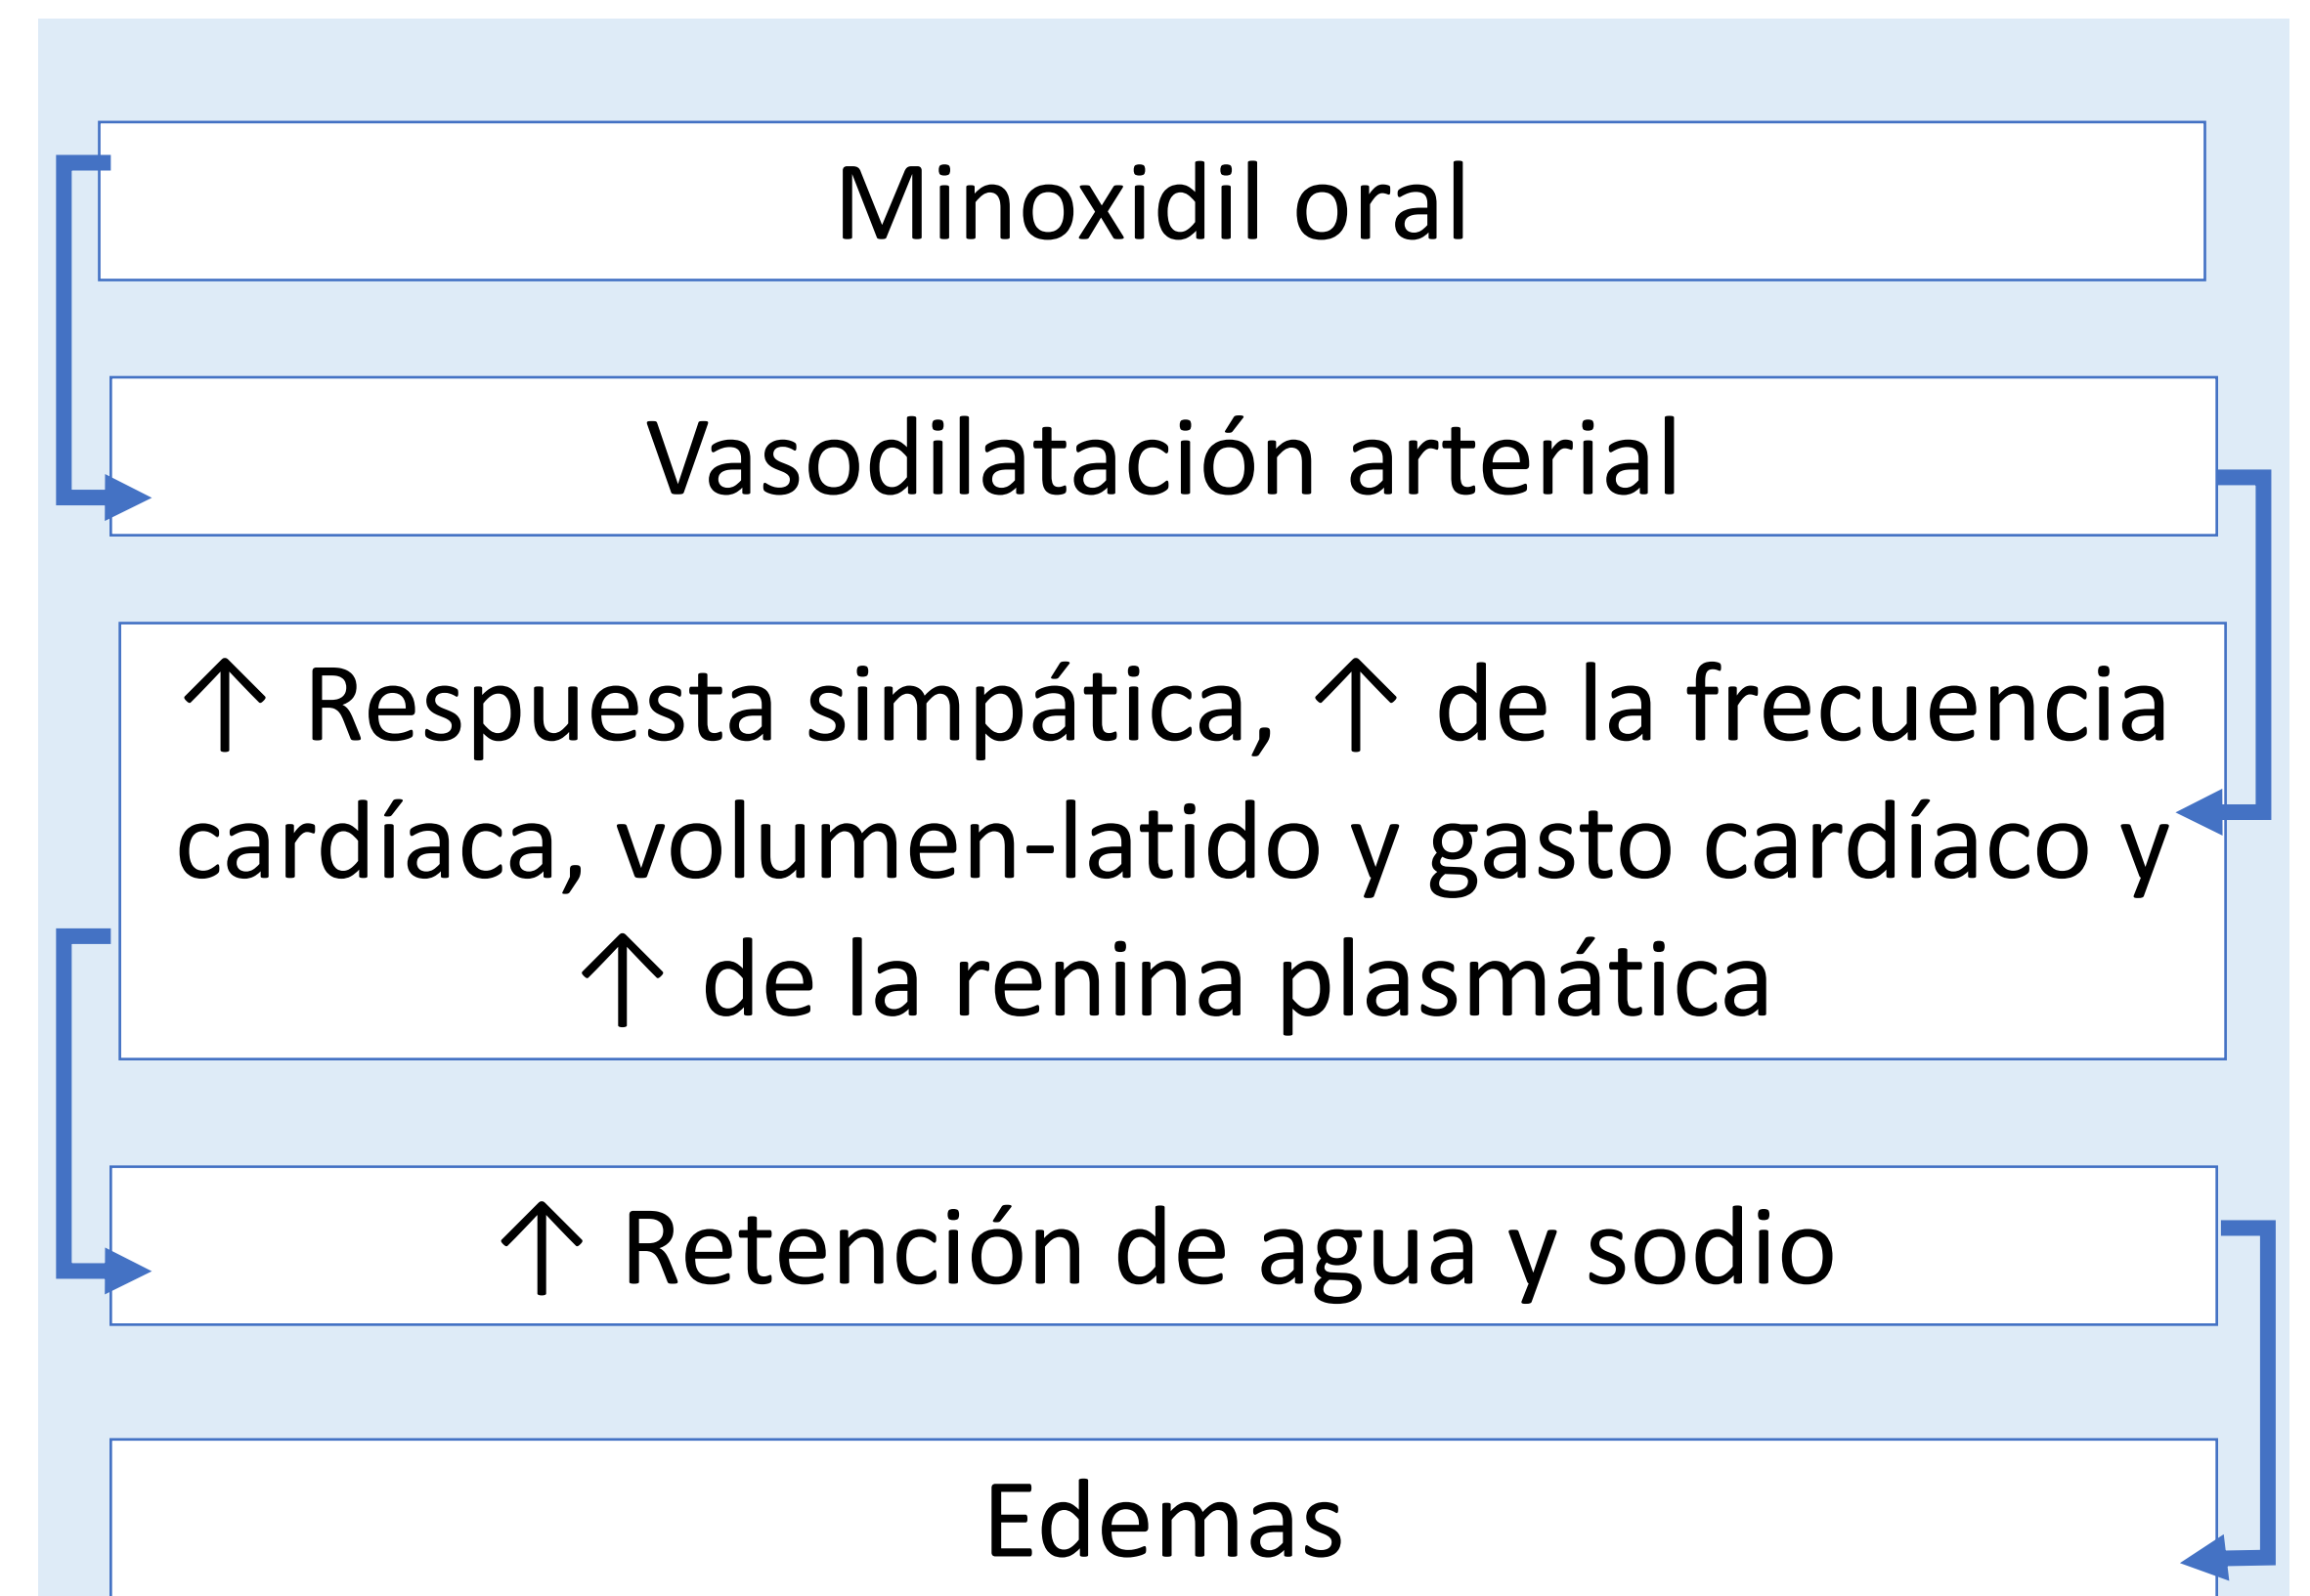 Minoxidil oral
Vasodilatación arterial
↑ Respuesta simpática, ↑ de la frecuencia
cardíaca, volumen-latido y gasto cardíaco y
↑ de la renina plasmática
↑ Retención de agua y sodio
Edemas